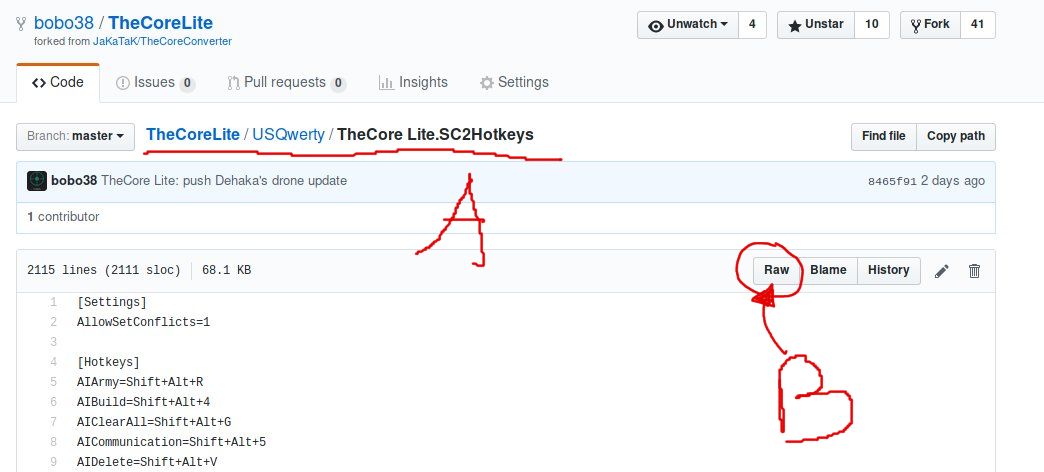 bobo38 / TheCoreLite
forked from JaKaTaK/TheCoreConverter
Unwatch 4
Unstar 10
Fork 41
Code
Issues 0
Pull requests 0
Insights
Settings
Branch: master
TheCoreLite / USQwerty / TheCore Lite.SC2Hotkeys
Find file
Copy path
bobo38 TheCore Lite: push Dehaka's drone update
8465f91 2 days ago
1 contributor
A
2115 lines (2111 sloc) 68.1 KB
Raw
Blame
History
1 [Settings]
2 AllowSetConflicts=1
3
4 [Hotkeys]
5 AIArmy=Shift+Alt+R
6 AIBuild=Shift+Alt+4
7 AIClearAll=Shift+Alt+G
8 AICommunication=Shift+Alt+5
9 AIDelete=Shift+Alt+V
B